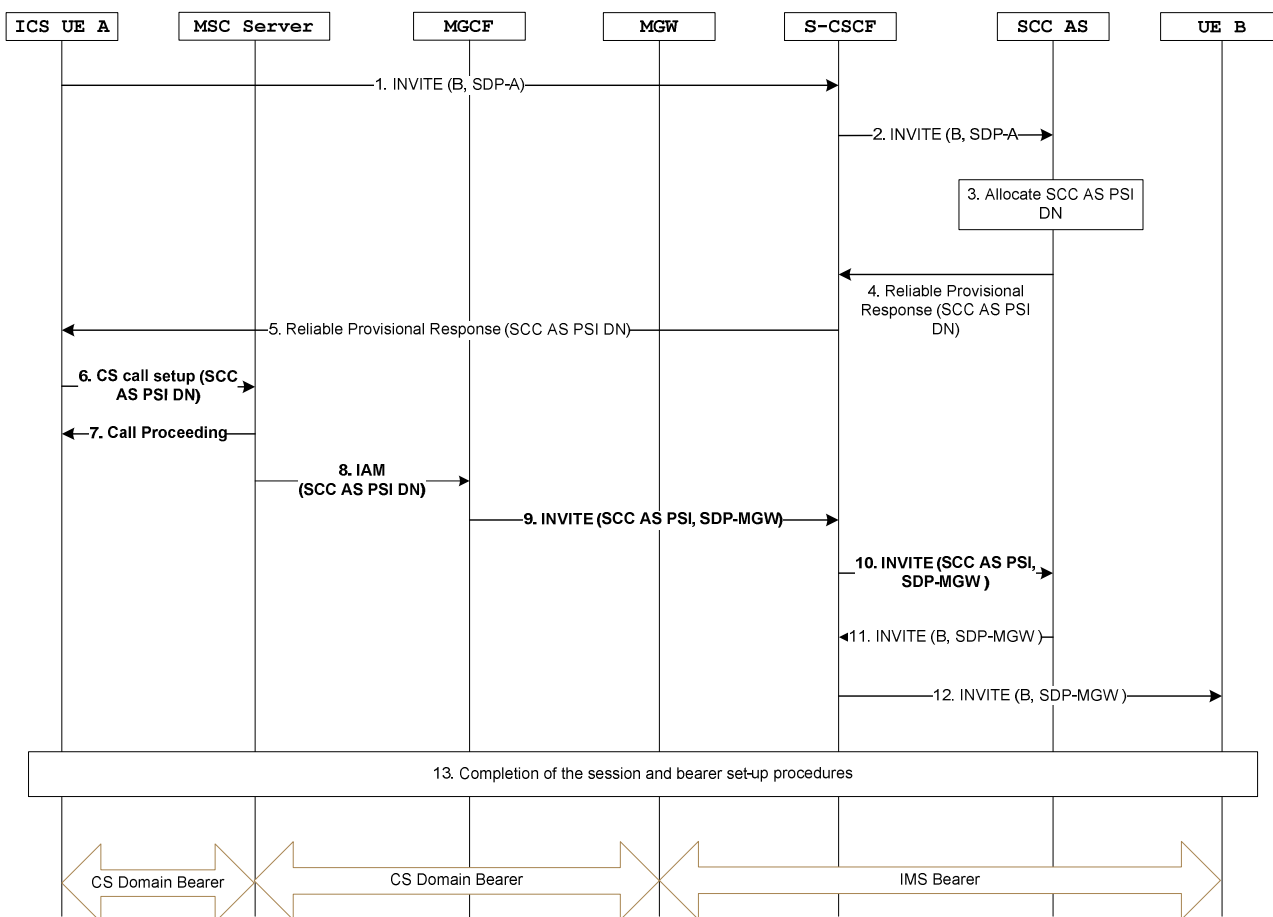 ICS UE A
MSC Server
MGCF
MGW
S-CSCF
SCC AS
UE B
1. INVITE (B, SDP-A)
2. INVITE (B, SDP-A
3. Allocate SCC AS PSI
DN
4. Reliable Provisional
Response (SCC AS PSI
DN)
5. Reliable Provisional Response (SCC AS PSI DN)
6. CS call setup (SCC
AS PSI DN)
7. Call Proceeding
8. IAM
(SCC AS PSI DN)
9. INVITE (SCC AS PSI, SDP-MGW)
10. INVITE (SCC AS PSI,
SDP-MGW )
11. INVITE (B, SDP-MGW )
12. INVITE (B, SDP-MGW )
13. Completion of the session and bearer set-up procedures
CS Domain Bearer
CS Domain Bearer
IMS Bearer